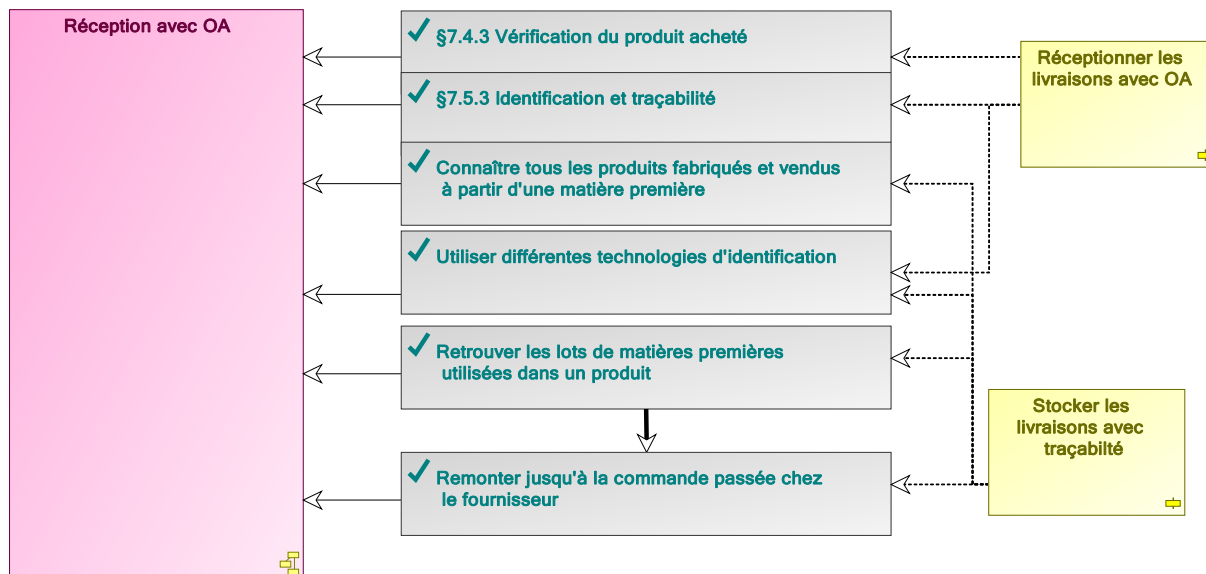 Réception avec OA
§7.4.3 Vérification du produit acheté
§7.5.3 Identification et traçabilité
Connaître tous les produits fabriqués et vendus
à partir d'une matière première
Utiliser différentes technologies d'identification
Retrouver les lots de matières premières
utilisées dans un produit
Remonter jusqu'à la commande passée chez
le fournisseur
Réceptionner les
livraisons avec OA
Stocker les
livraisons avec
traçabilté